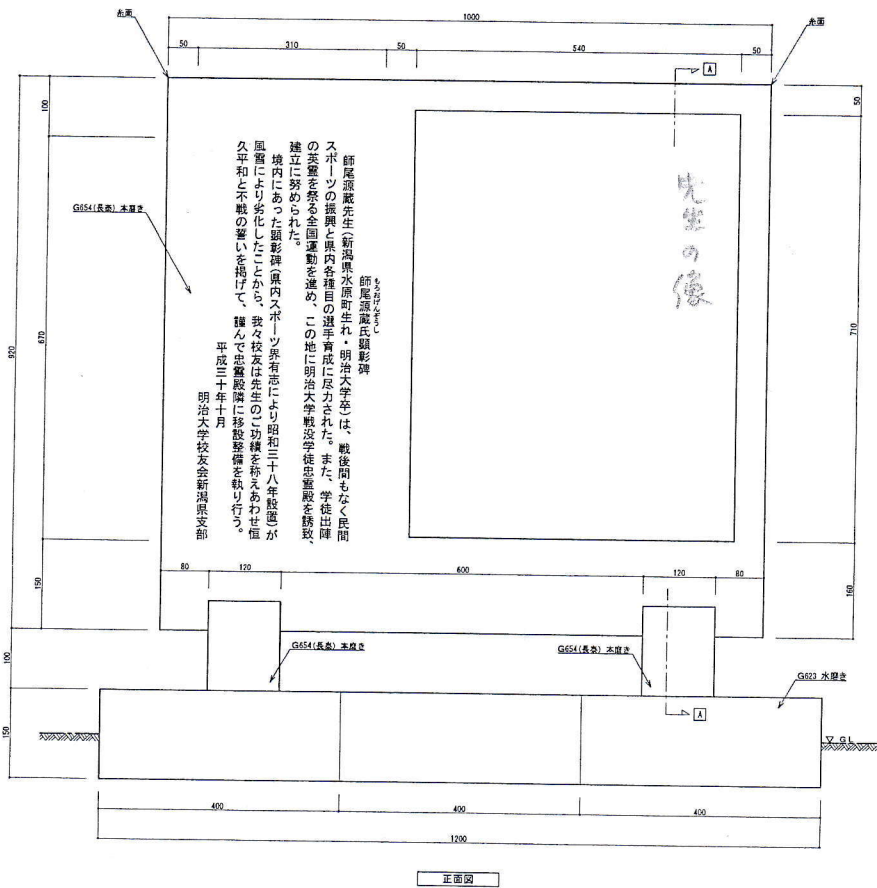 糸面
糸面
1000
50
310
50
540
50
A
100
670
150
920
100
150
50
710
160
G654(長泰) 本磨き
先生の像
もろおげんぞうし
師尾源蔵氏顕彰碑
師尾源蔵先生(新潟県水原町生れ・明治大学卒)は、戦後間もなく民間
スポーツの振興と県内各種目の選手育成に尽力された。また、学徒出陣
の英霊を祭る全国運動を進め、この地に明治大学戦没学徒忠霊殿を誘致、
建立に努められた。
境内にあった顕彰碑(県内スポーツ界有志により昭和三十八年設置)が
風雪により劣化したことから、我々校友は先生のご功績を称えあわせ恒
久平和と不戦の誓いを掲げて、謹んで忠霊殿隣に移設整備を執り行う。
平成三十年十月
明治大学校友会新潟県支部
80
120
600
120
80
G654(長泰) 本磨き
G654(長泰) 本磨き
G623 水磨き
A
GL
400
400
400
1200
正面図